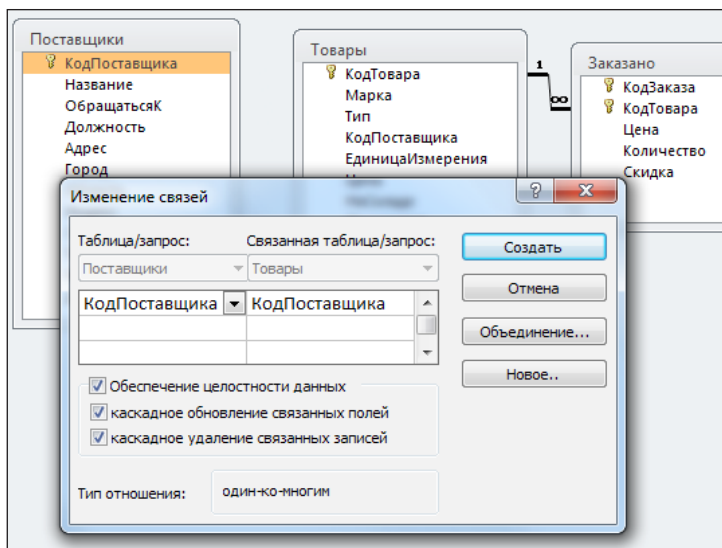 Поставщики
КодПоставщика
Название
ОбращатьсяК
Должность
Адрес
Город
Товары
КодТовара
Марка
Тип
КодПоставщика
ЕдиницаИзмерения
1
∞
Заказано
КодЗаказа
КодТовара
Цена
Количество
Скидка
Изменение связей
?
X
Таблица/запрос: Связанная таблица/запрос:
Поставщики Товары
КодПоставщика КодПоставщика
Обеспечение целостности данных
каскадное обновление связанных полей
каскадное удаление связанных записей
Тип отношения: один-ко-многим
Создать
Отмена
Объединение...
Новое..